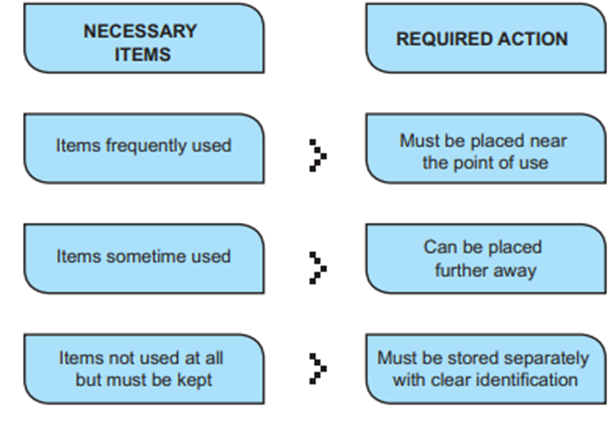 NECESSARY
ITEMS
REQUIRED ACTION
Items frequently used
Must be placed near
the point of use
Items sometime used
Can be placed
further away
Items not used at all
but must be kept
Must be stored separately
with clear identification